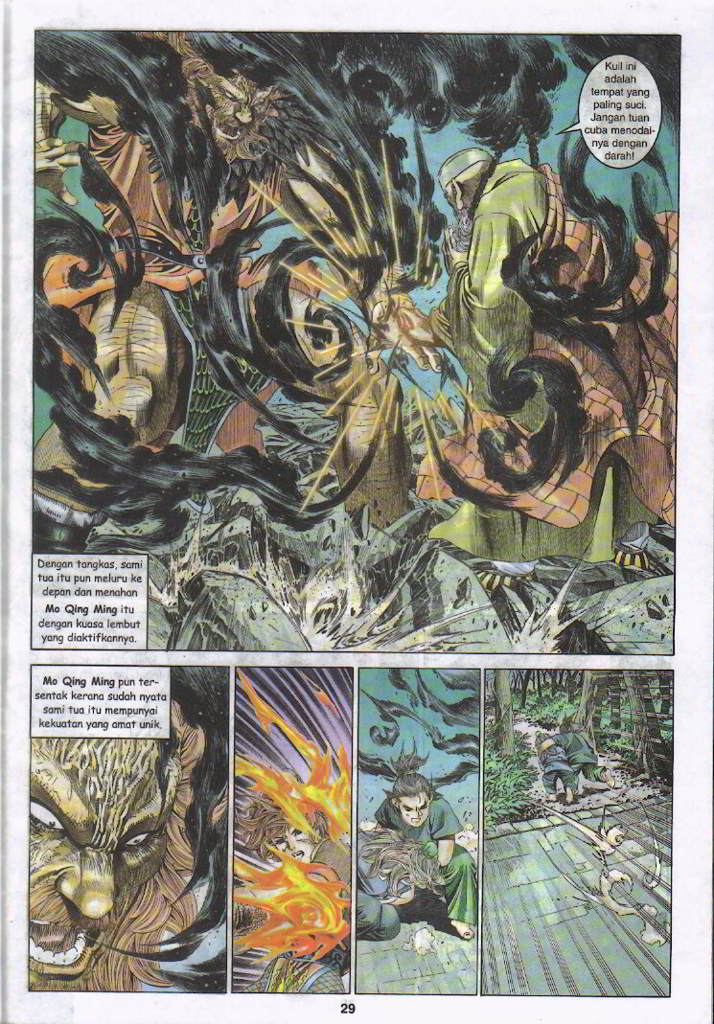 Kuil ini
adalah
tempat yang
paling suci.
Jangan tuan
cuba menodai-
nya dengan
darah!
Dengan tangkas, sami
tua itu pun meluru ke
depan dan menahan
Mo Qing Ming itu
dengan kuasa lembut
yang diaktifkannya.
Mo Qing Ming pun ter-
sentak kerana sudah nyata
sami tua itu mempunyai
kekuatan yang amat unik.
29